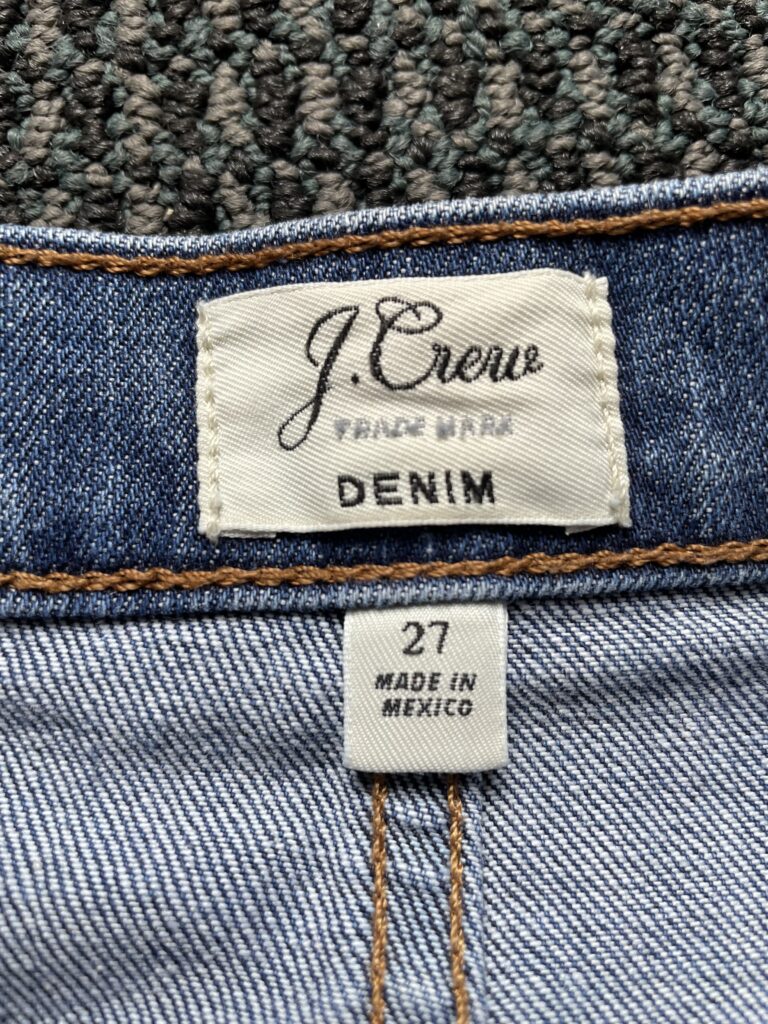 J.Crew
TRADE MARK
DENIM
27
MADE IN
MEXICO